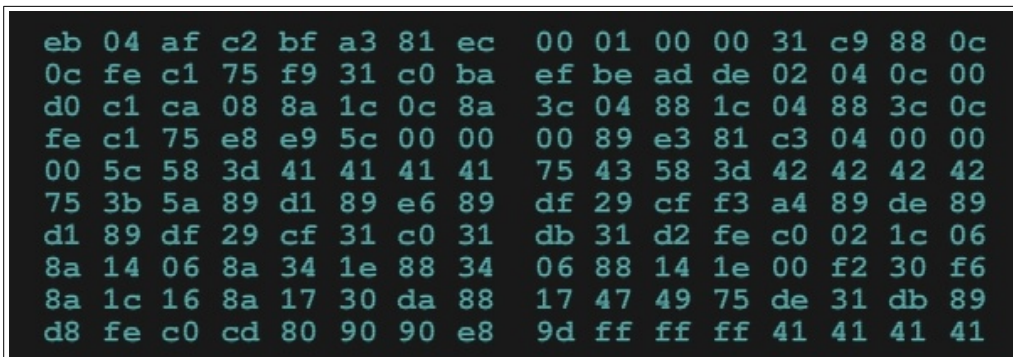 eb 04 af c2 bf a3 81 ec 00 01 00 00 31 c9 88 0c
0c fe c1 75 f9 31 c0 ba ef be ad de 02 04 0c 00
d0 c1 ca 08 8a 1c 0c 8a 3c 04 88 1c 04 88 3c 0c
fe c1 75 e8 e9 5c 00 00 00 89 e3 81 c3 04 00 00
00 5c 58 3d 41 41 41 41 75 43 58 3d 42 42 42 42
75 3b 5a 89 d1 89 e6 89 df 29 cf f3 a4 89 de 89
d1 89 df 29 cf 31 c0 31 db 31 d2 fe c0 02 1c 06
8a 14 06 8a 34 1e 88 34 06 88 14 1e 00 f2 30 f6
8a 1c 16 8a 17 30 da 88 17 47 49 75 de 31 db 89
d8 fe c0 cd 80 90 90 e8 9d ff ff ff 41 41 41 41